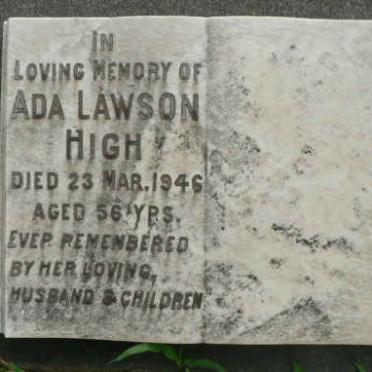 IN
LOVING MEMORY OF
ADA LAWSON
HIGH
DIED 23 MAR. 1946
AGED 56 YRS.
EVER REMEMBERED
BY HER LOVING,
HUSBAND & CHILDREN